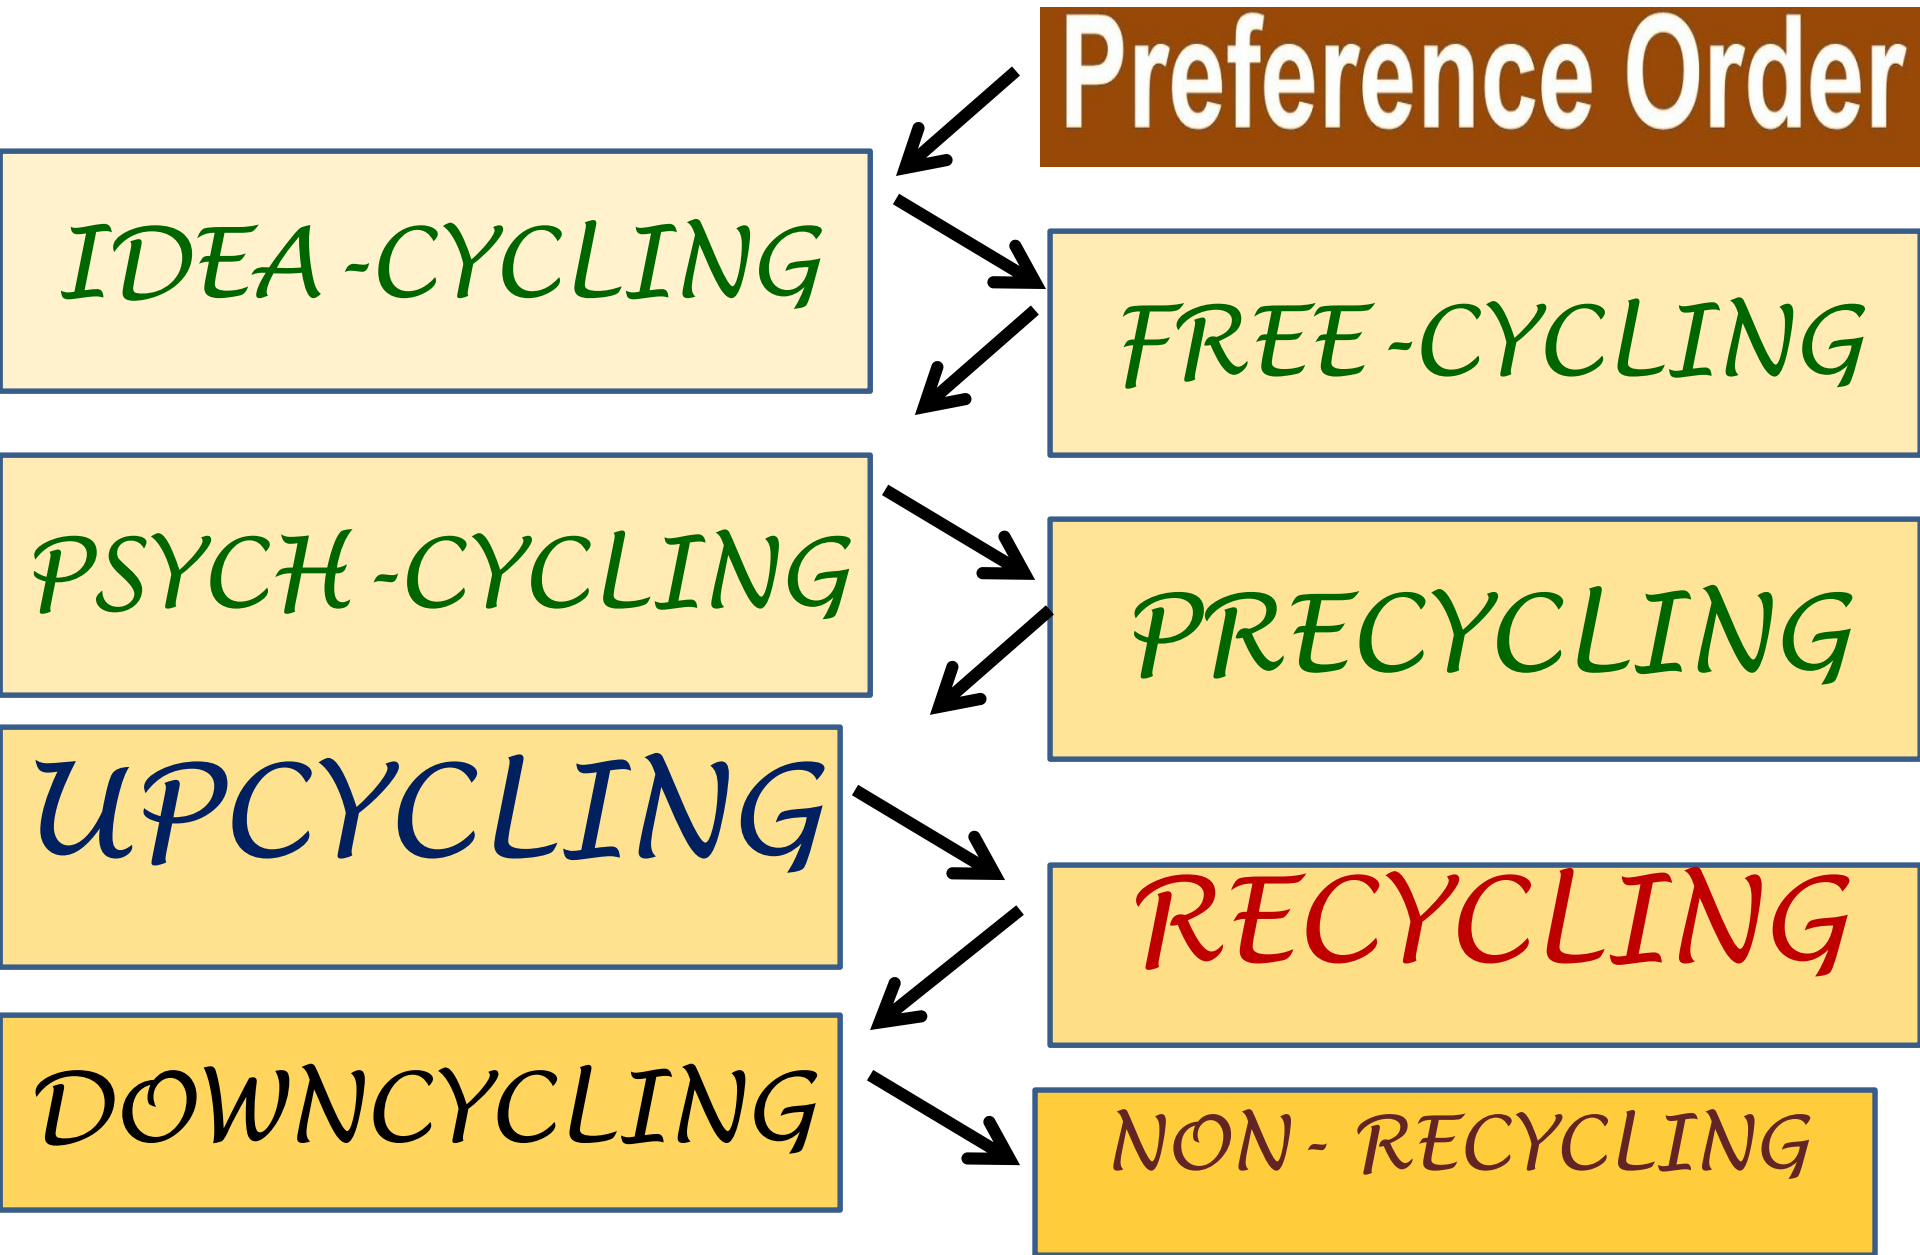 Preference Order
IDEA-CYCLING
FREE-CYCLING
PSYCH-CYCLING
PRECYCLING
UPCYCLING
RECYCLING
DOWNCYCLING
NON- RECYCLING